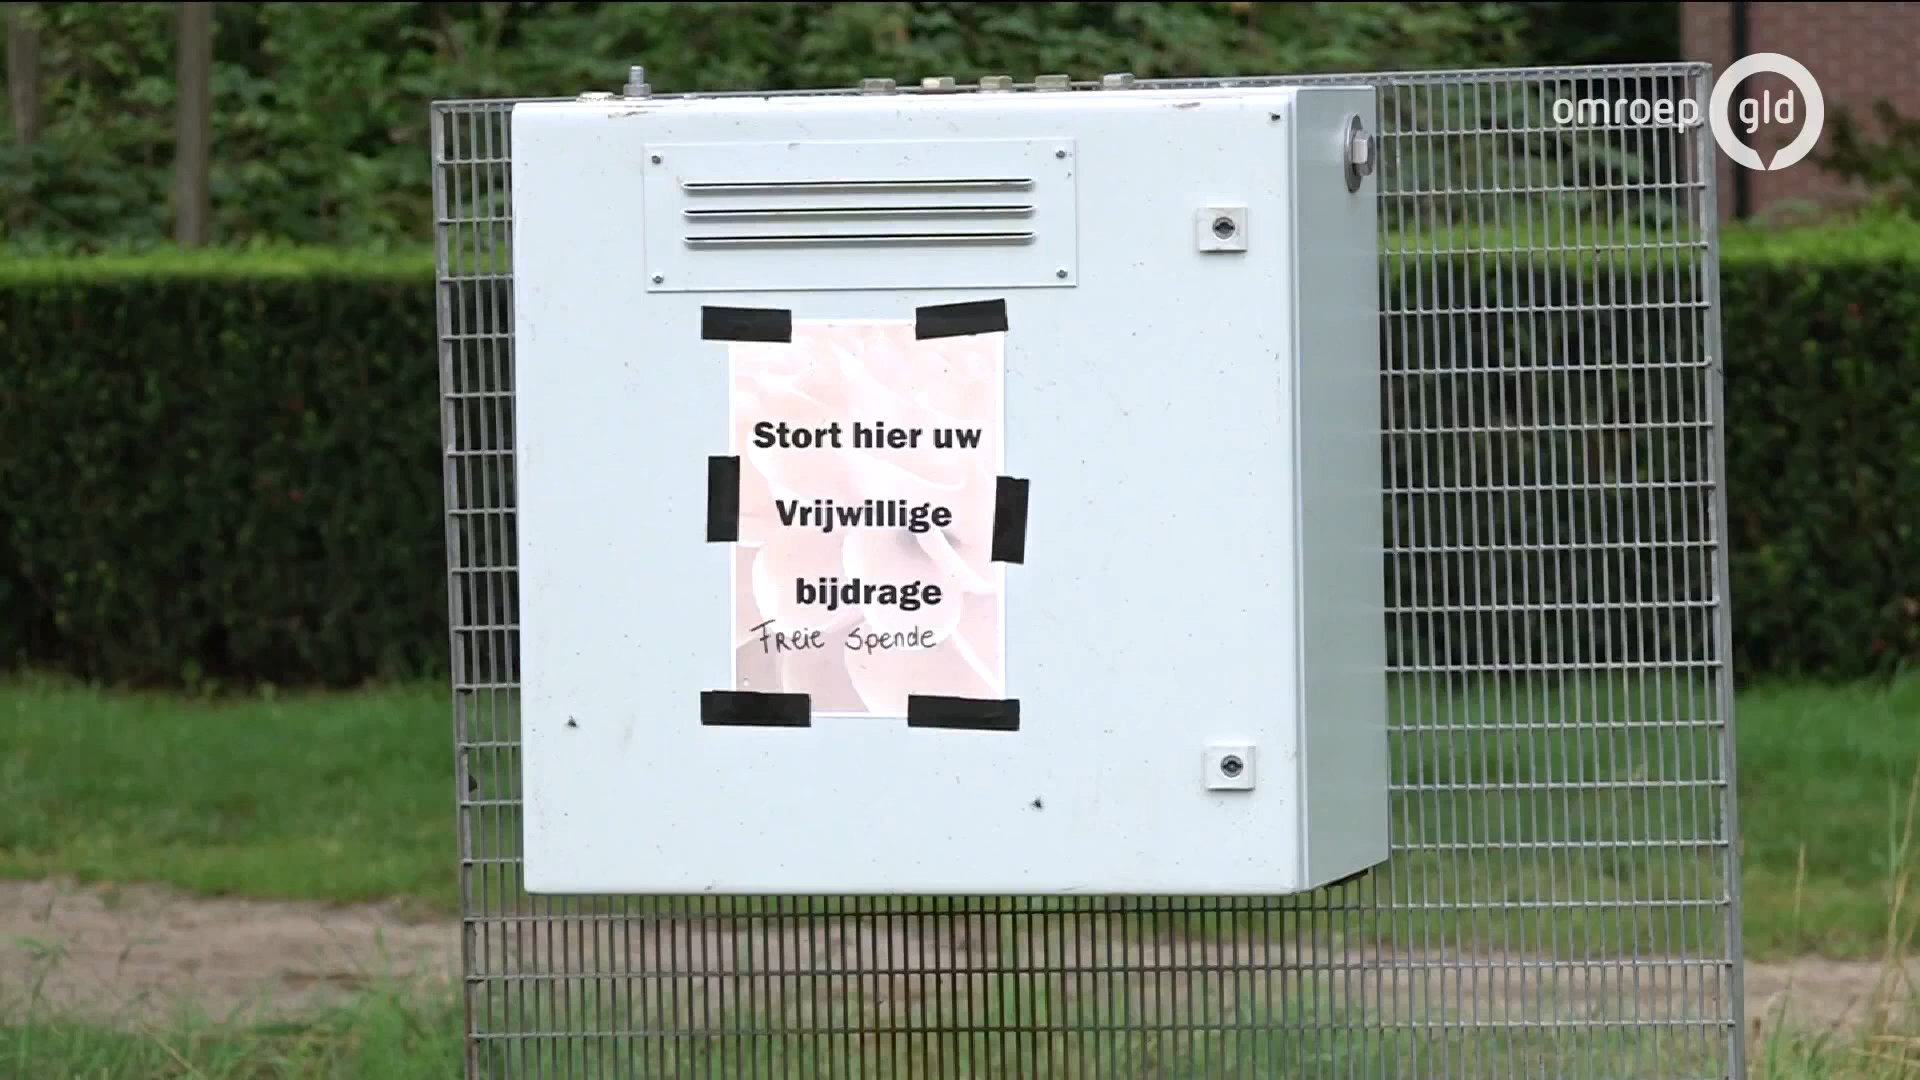 omroep gld
Stort hier uw
Vrijwillige
bijdrage
Freie Spende